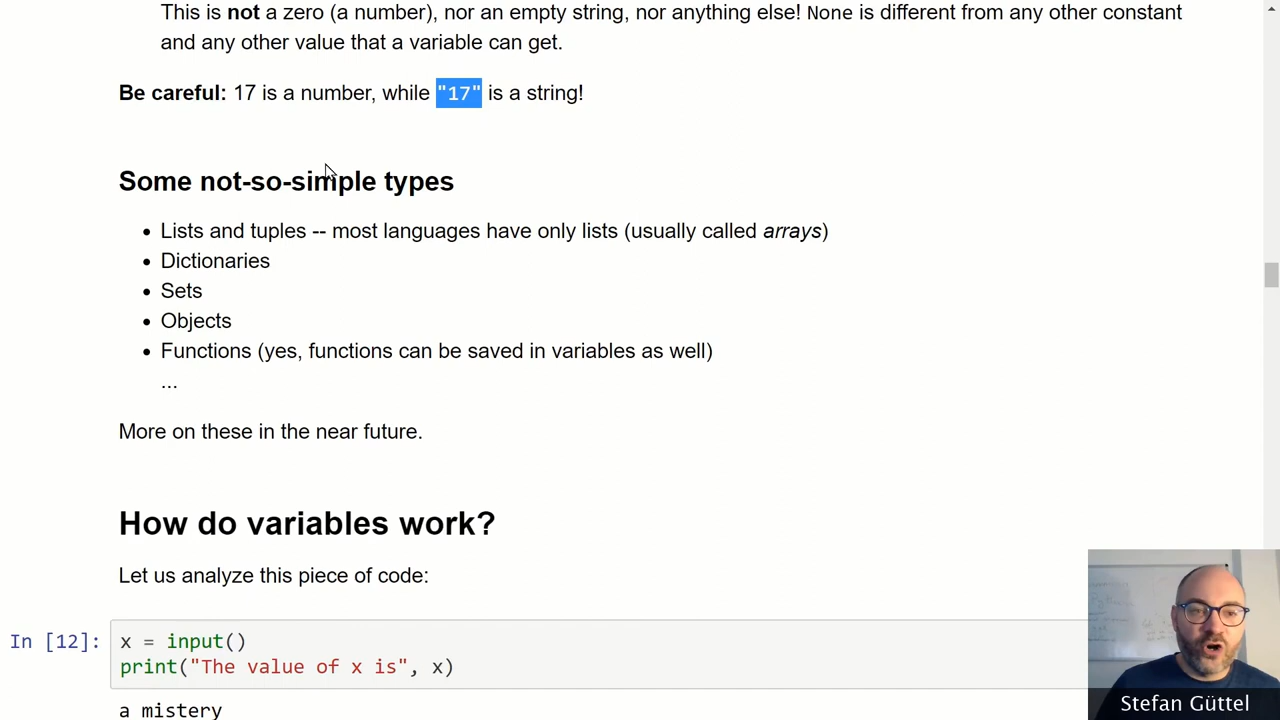 This is not a zero (a number), nor an empty string, nor anything else! None is different from any other constant
and any other value that a variable can get.
Be careful: 17 is a number, while "17" is a string!
Some not-so-simple types
• Lists and tuples -- most languages have only lists (usually called arrays)
• Dictionaries
• Sets
• Objects
• Functions (yes, functions can be saved in variables as well)
...
More on these in the near future.
How do variables work?
Let us analyze this piece of code:
In [12]: x = input()
print("The value of x is", x)
a mistery
Stefan Güttel